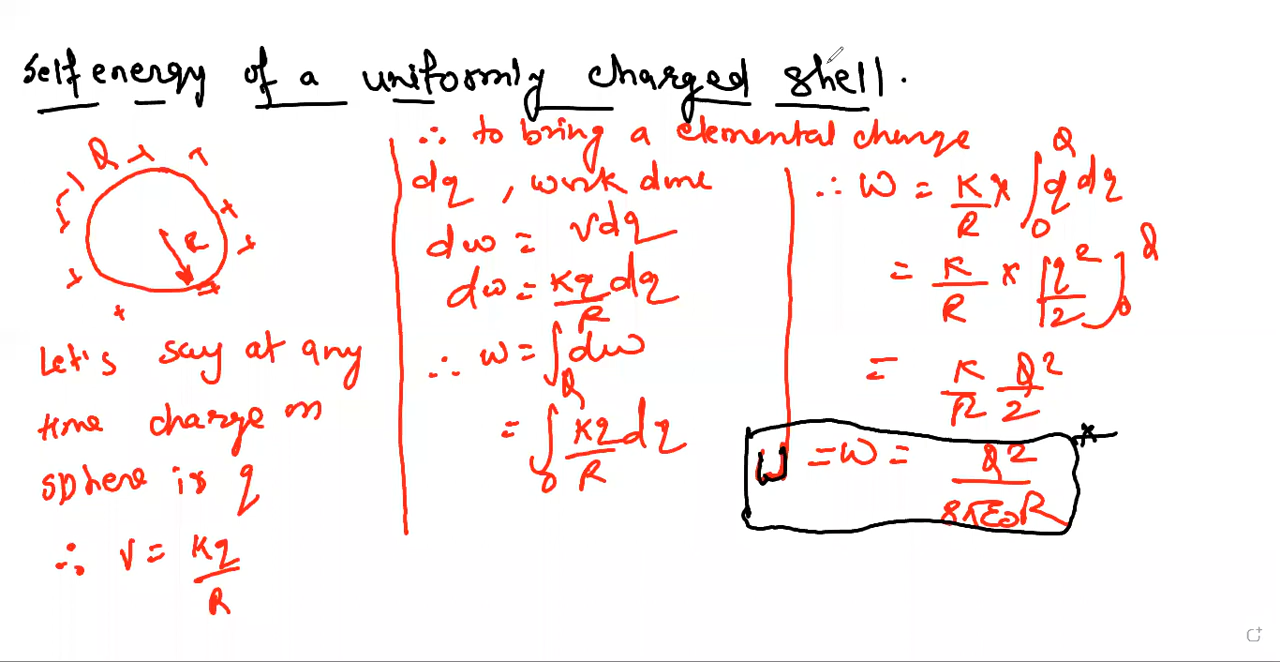 Self energy of a uniformly charged shell.
Q
R
Let's say at any
time charge on
sphere is q
∴ V = Kq/R
∴ to bring a elemental charge
dq, work done
dw = Vdq
dw = Kq/R dq
∴ w = ∫dw
= ∫₀^Q Kq/R dq
∴ W = K/R × ∫₀^Q q dq
= K/R × [q²/2]₀^Q
= K/R Q²/2
U = W = Q²/8πε₀R